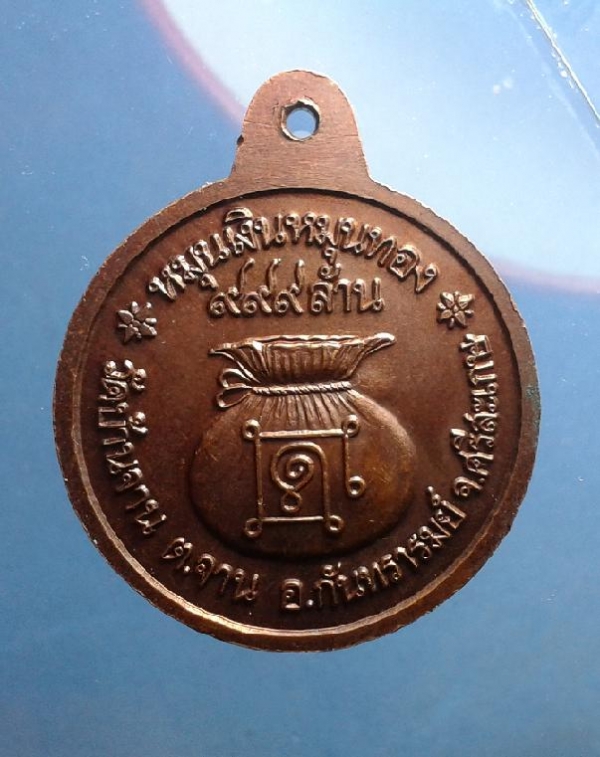 หมุนเงินหมุนทอง
๙๙๙ ล้าน
วัดบ้านจาน ต.จาน อ.กันทรารมย์ จ.ศรีสะเกษ